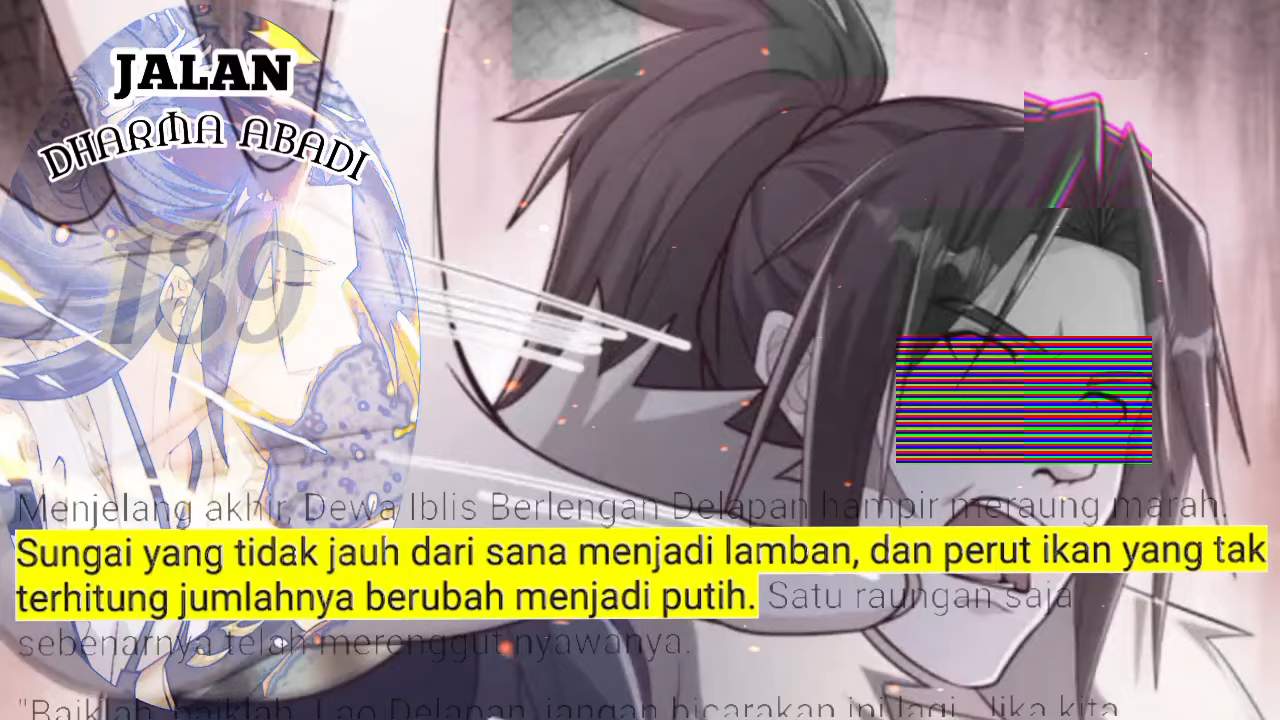 JALAN
DHARMA ABADI
189
Menjelang akhir, Dewa Iblis Berlengan Delapan hampir meraung marah.
Sungai yang tidak jauh dari sana menjadi lamban, dan perut ikan yang tak
terhitung jumlahnya berubah menjadi putih. Satu raungan saja
sebenarnya telah merenggut nyawanya.
"Baiklah, baiklah, Lao Delapan, jangan bicarakan ini lagi. Jika kita